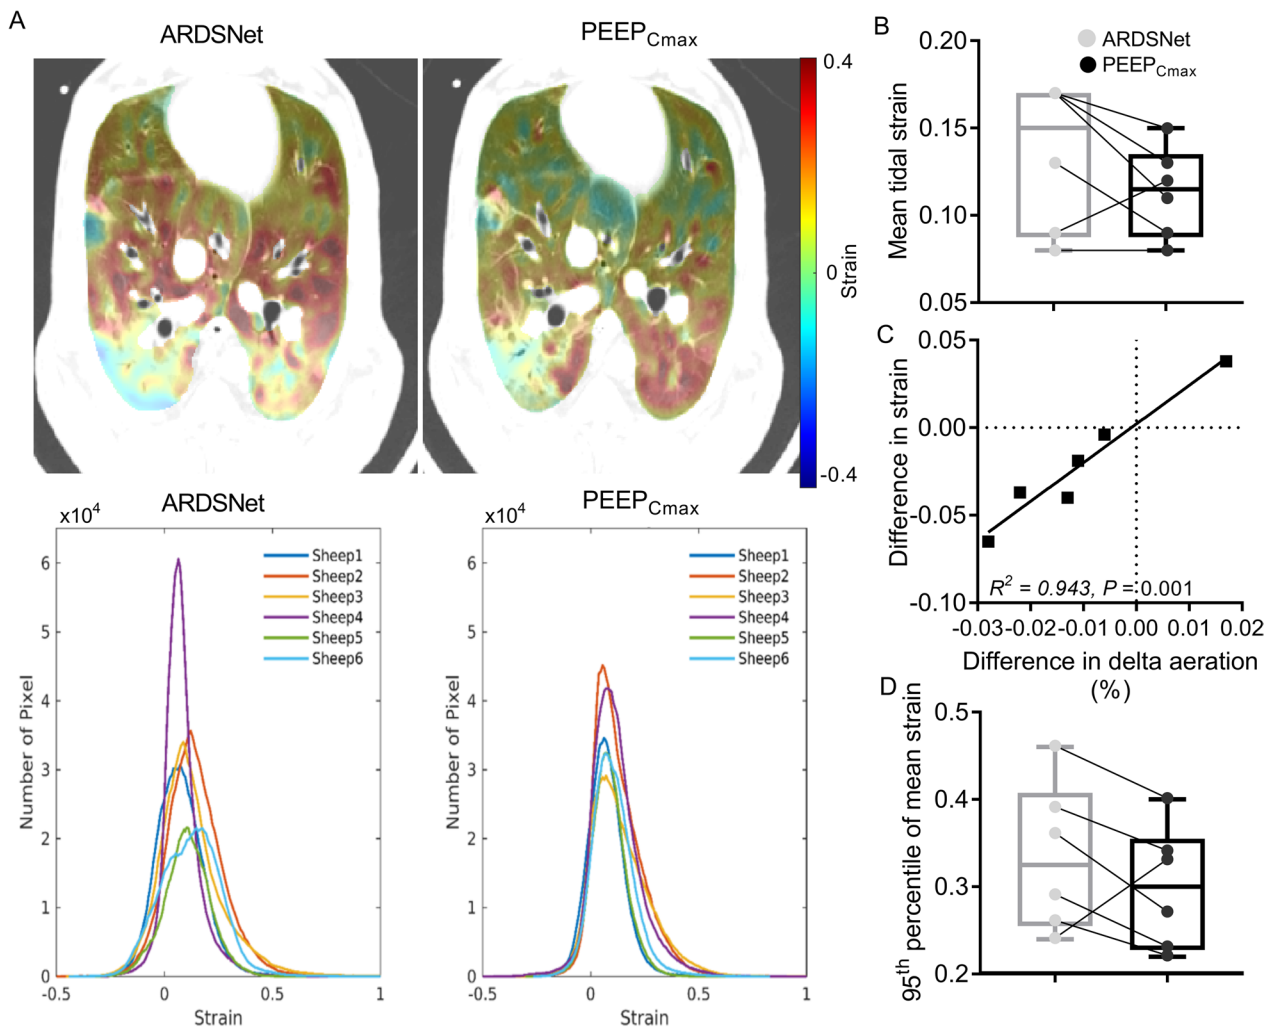 A
ARDSNet
PEEPCmax
0.4
0
-0.4
Strain
ARDSNet
x10⁴
6
5
4
3
2
1
0
-0.5
0
0.5
1
Number of Pixel
Strain
Sheep1
Sheep2
Sheep3
Sheep4
Sheep5
Sheep6
PEEPCmax
x10⁴
6
5
4
3
2
1
0
-0.5
0
0.5
1
Number of Pixel
Strain
Sheep1
Sheep2
Sheep3
Sheep4
Sheep5
Sheep6
B
ARDSNet
PEEPCmax
0.20
0.15
0.10
0.05
Mean tidal strain
C
0.05
0.00
-0.05
-0.10
Difference in strain
R² = 0.943, P = 0.001
-0.03
-0.02
-0.01
0.00
0.01
0.02
Difference in delta aeration
(%)
D
0.5
0.4
0.3
0.2
95th percentile of mean strain